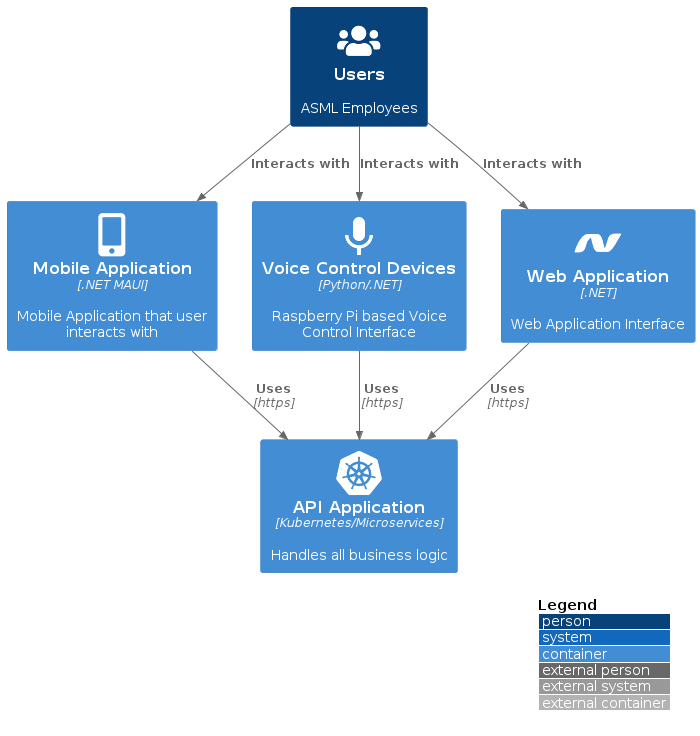 Users
ASML Employees
Interacts with
Interacts with
Interacts with
Mobile Application
[.NET MAUI]
Mobile Application that user
interacts with
Voice Control Devices
[Python/.NET]
Raspberry Pi based Voice
Control Interface
Web Application
[.NET]
Web Application Interface
Uses
[https]
Uses
[https]
Uses
[https]
API Application
[Kubernetes/Microservices]
Handles all business logic
Legend
person
system
container
external person
external system
external container